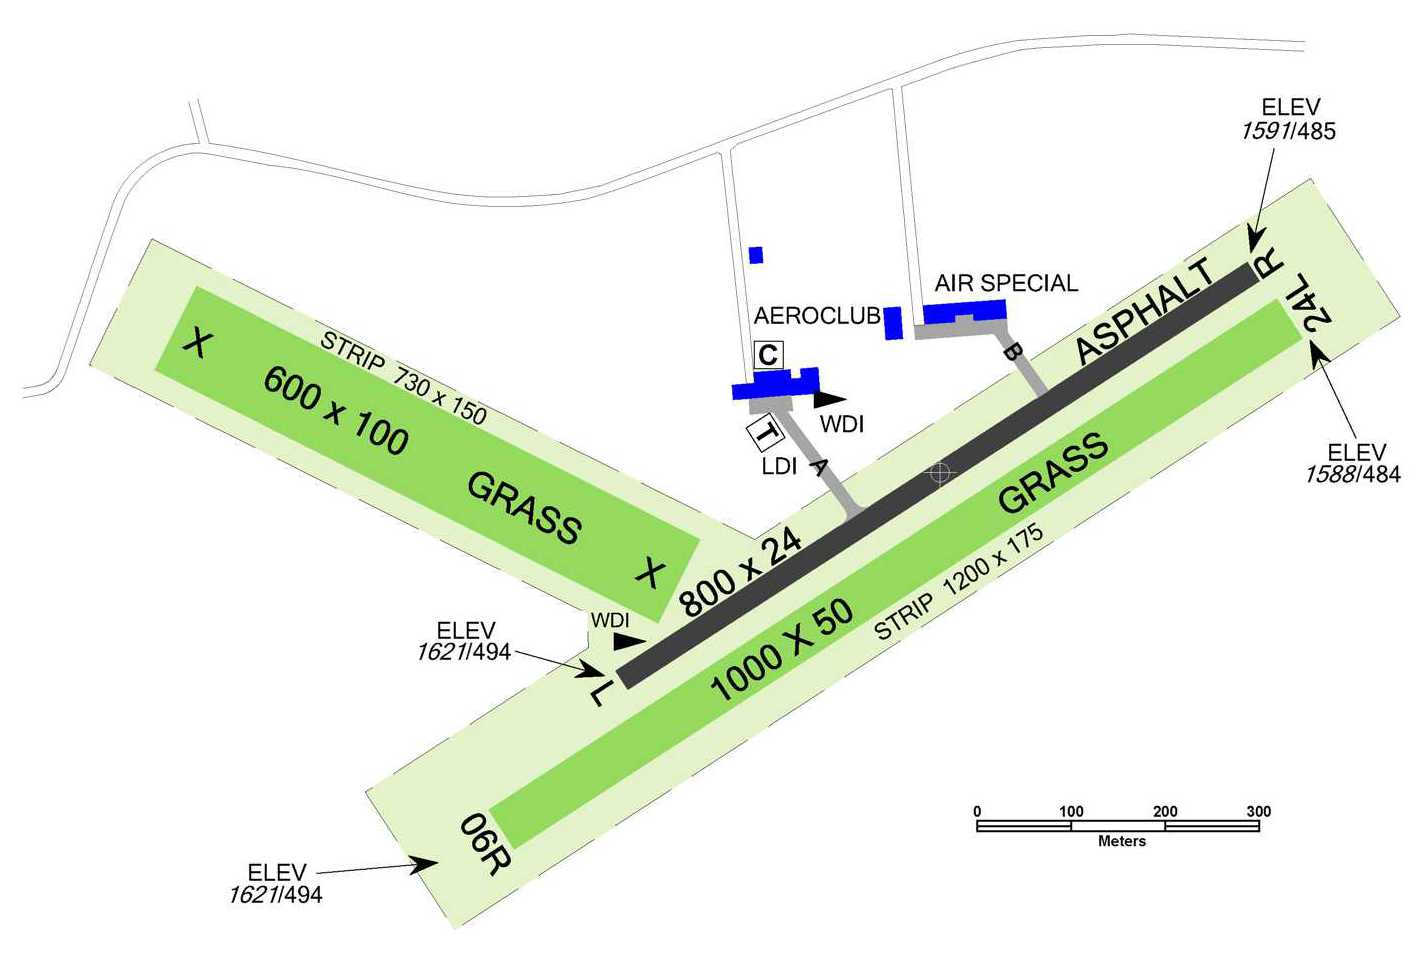 ELEV
1591/485
AIR SPECIAL
AEROCLUB
C
WDI
T
LDI
A
B
ASPHALT
R
24L
ELEV
1588/484
X
STRIP 730 x 150
600 x 100
GRASS
X
800 x 24
GRASS
STRIP 1200 x 175
1000 X 50
WDI
ELEV
1621/494
L
06R
ELEV
1621/494
0 100 200 300
Meters